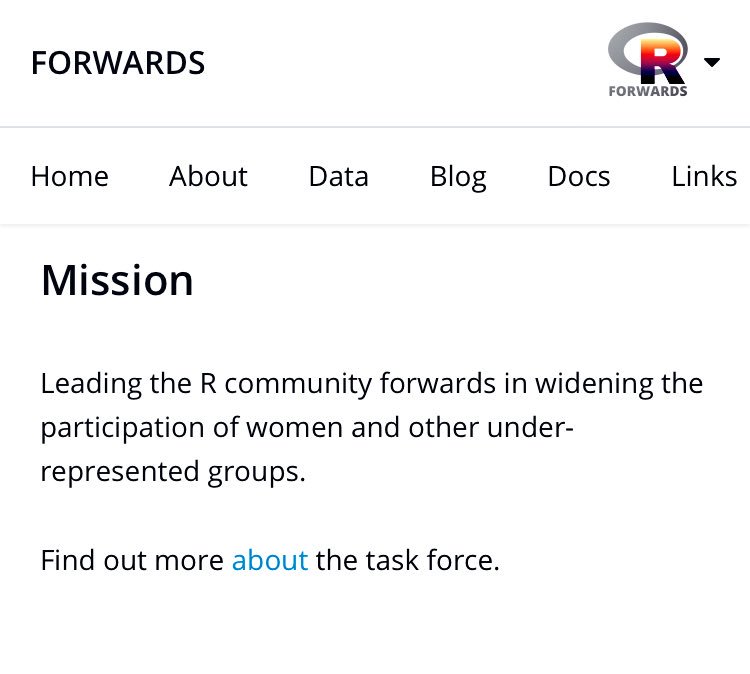 FORWARDS
R
FORWARDS
Home About Data Blog Docs Links
Mission
Leading the R community forwards in widening the
participation of women and other under-
represented groups.
Find out more about the task force.